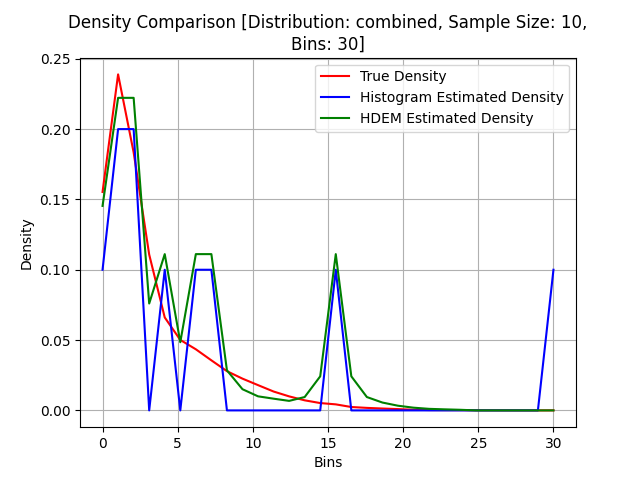 Density Comparison [Distribution: combined, Sample Size: 10,
Bins: 30]
True Density
Histogram Estimated Density
HDEM Estimated Density
Density
0.25
0.20
0.15
0.10
0.05
0.00
0 5 10 15 20 25 30
Bins